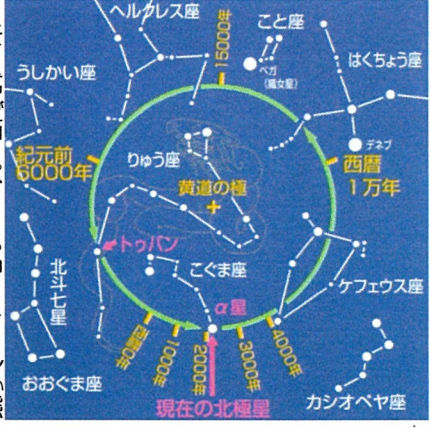 ヘルクレス座
15000年
こと座
ベガ
(織女星)
はくちょう座
うしかい座
デネブ
紀元前
6000年
りゅう座
西暦
1万年
黄道の極
トゥバン
こぐま座
ケフェウス座
北斗七星
α星
西暦0年
1000年
2000年
3000年
4000年
おおぐま座
現在の北極星
カシオペヤ座